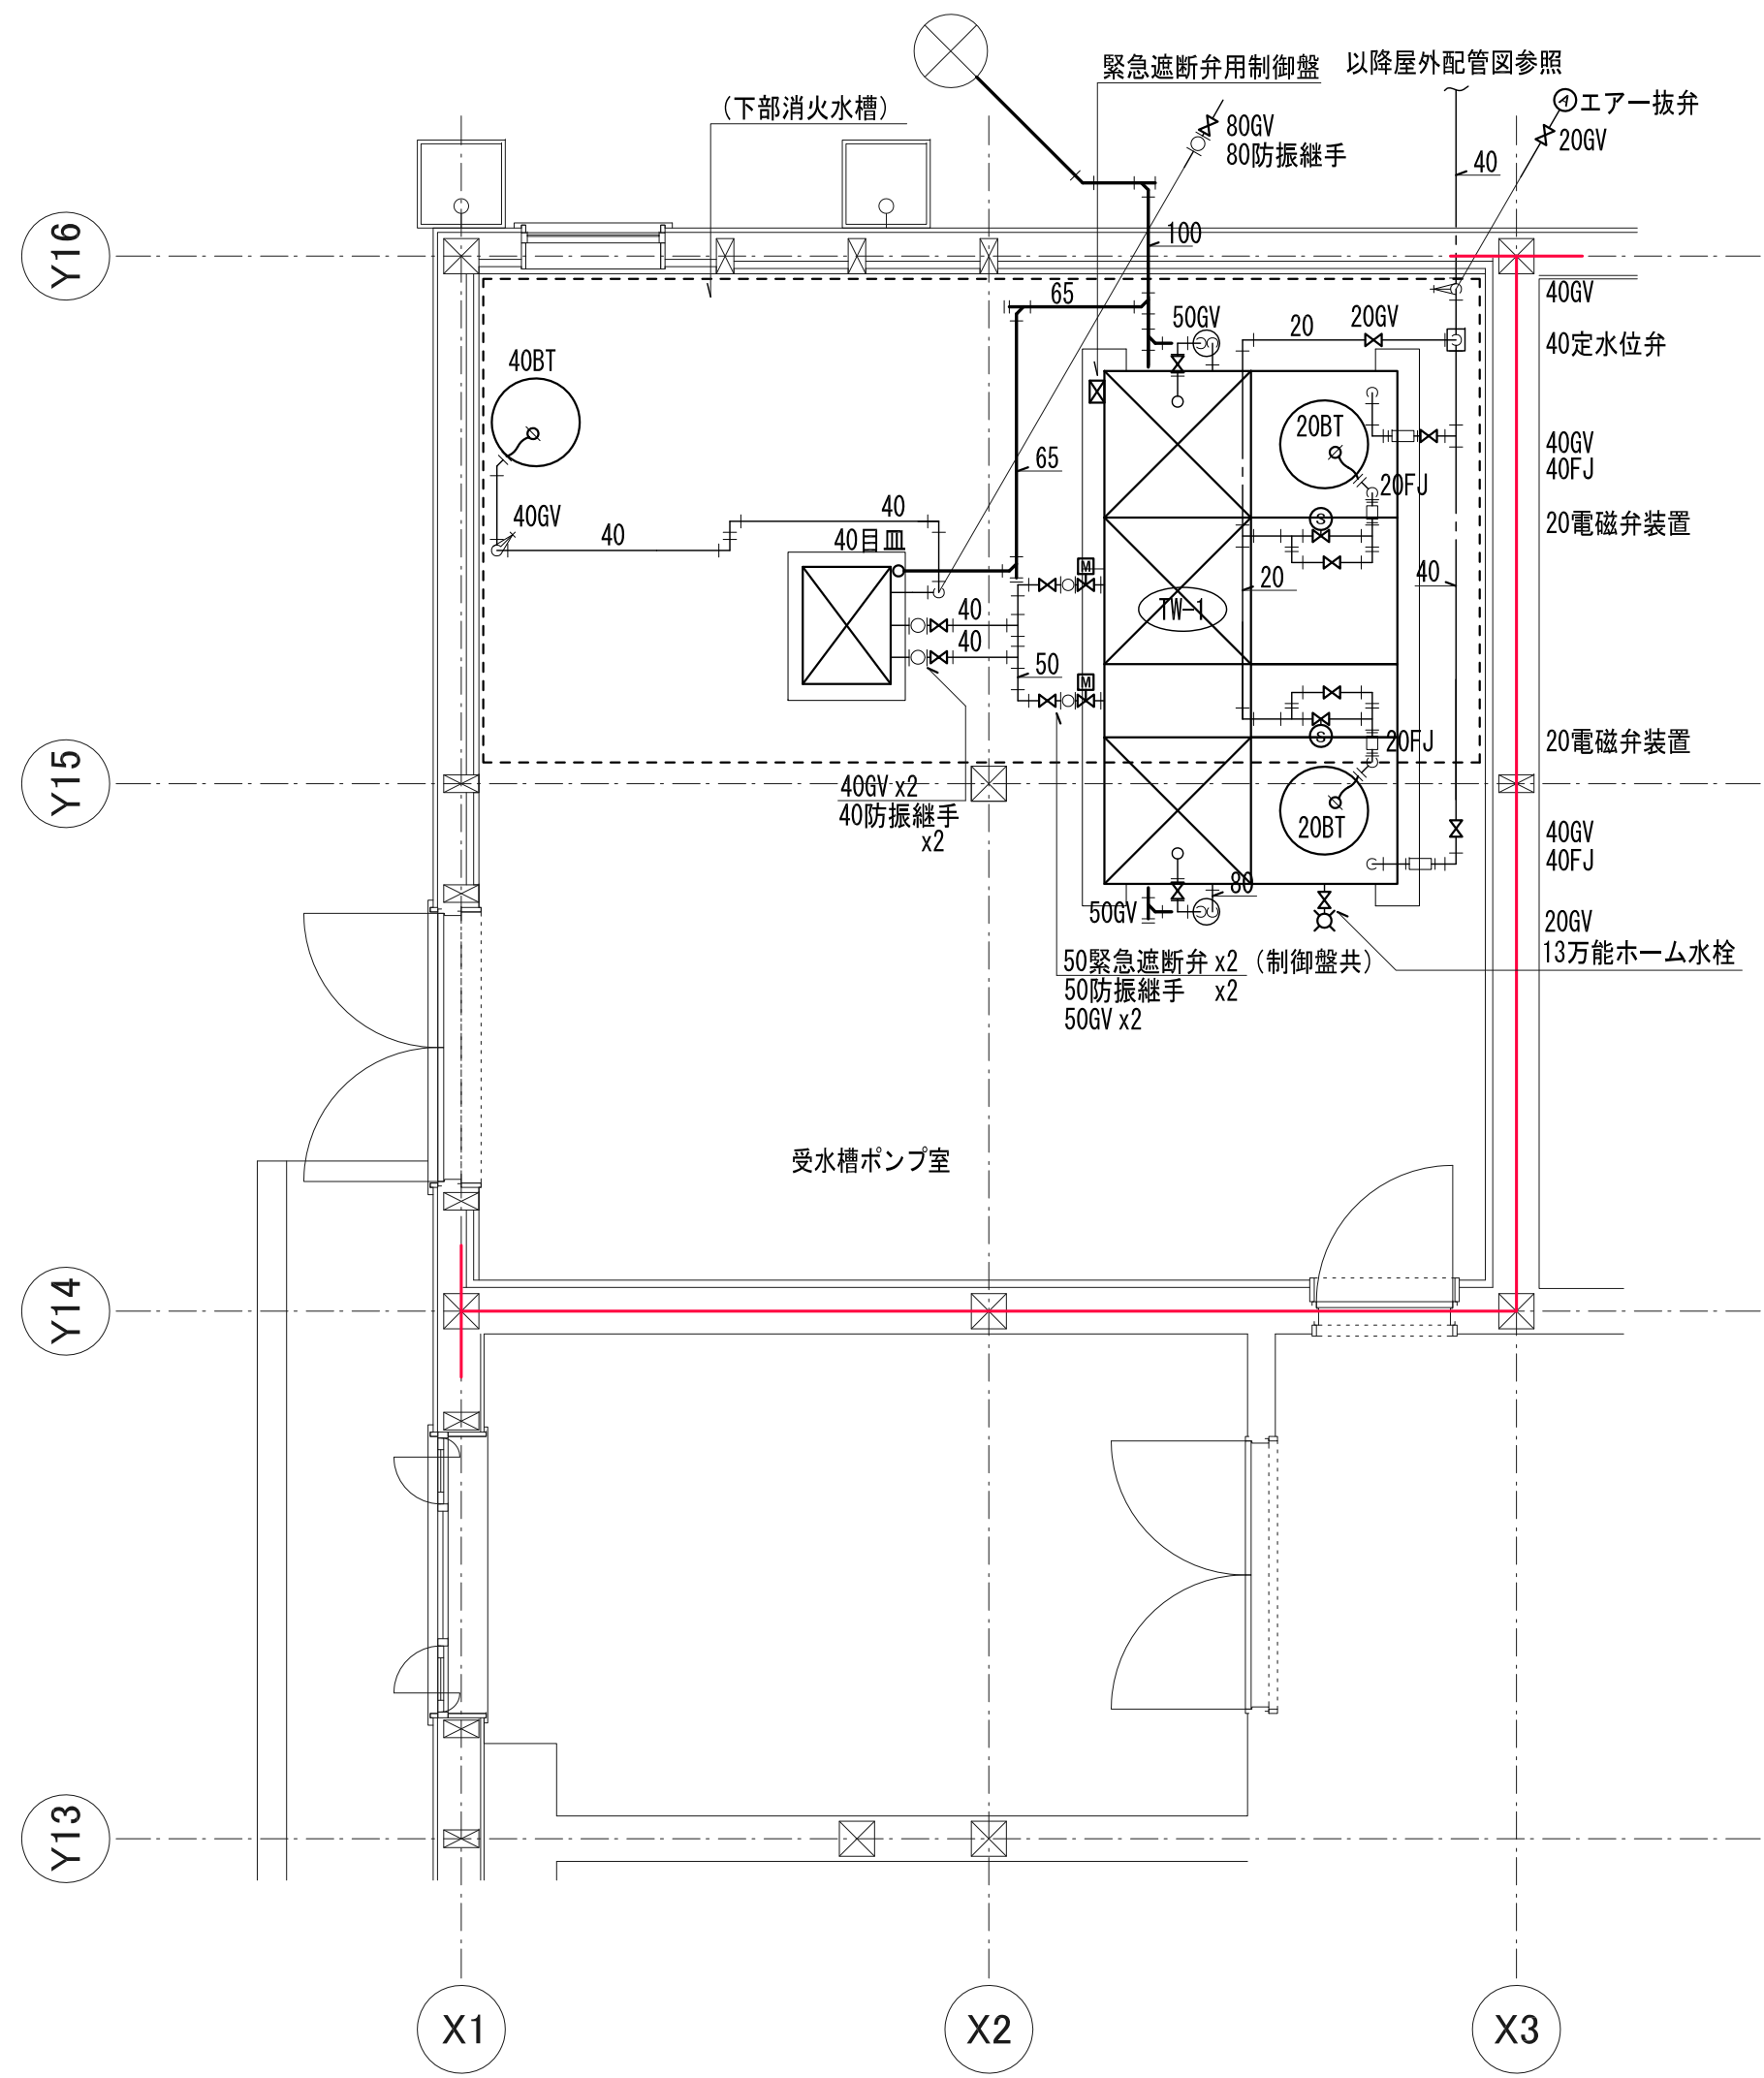 緊急遮断弁用制御盤
以降屋外配管図参照
(下部消火水槽)
80GV
80防振継手
A エアー抜弁
20GV
40
100
Y16
65
50GV
20
20GV
40GV
40定水位弁
40BT
20BT
40GV
40FJ
65
20FJ
40GV
40
40
40目皿
S
20電磁弁装置
M
20
40
TW-1
40
40
50
M
Y15
S
20FJ
20電磁弁装置
40GV x2
40防振継手
x2
20BT
40GV
40FJ
80
50GV
20GV
13万能ホーム水栓
50緊急遮断弁 x2 (制御盤共)
50防振継手 x2
50GV x2
受水槽ポンプ室
Y14
Y13
X1
X2
X3